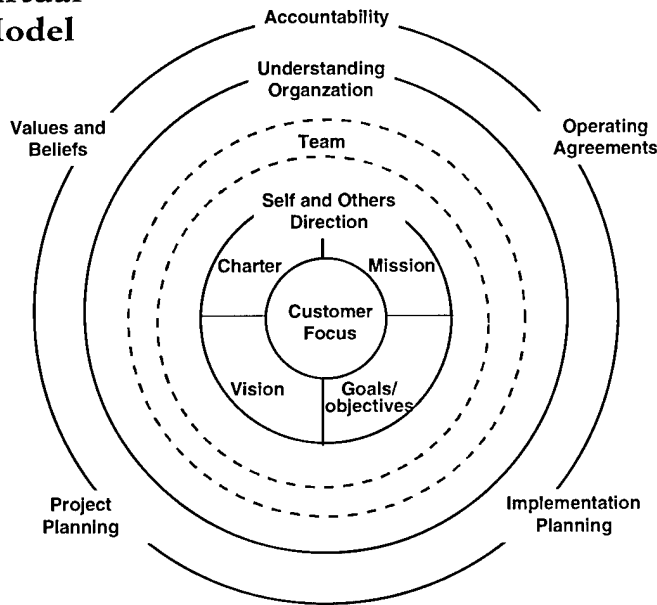 Model
Accountability
Understanding
Organzation
Values and
Beliefs
Operating
Agreements
Team
Self and Others
Direction
Charter
Mission
Customer
Focus
Vision
Goals/
objectives
Project
Planning
Implementation
Planning